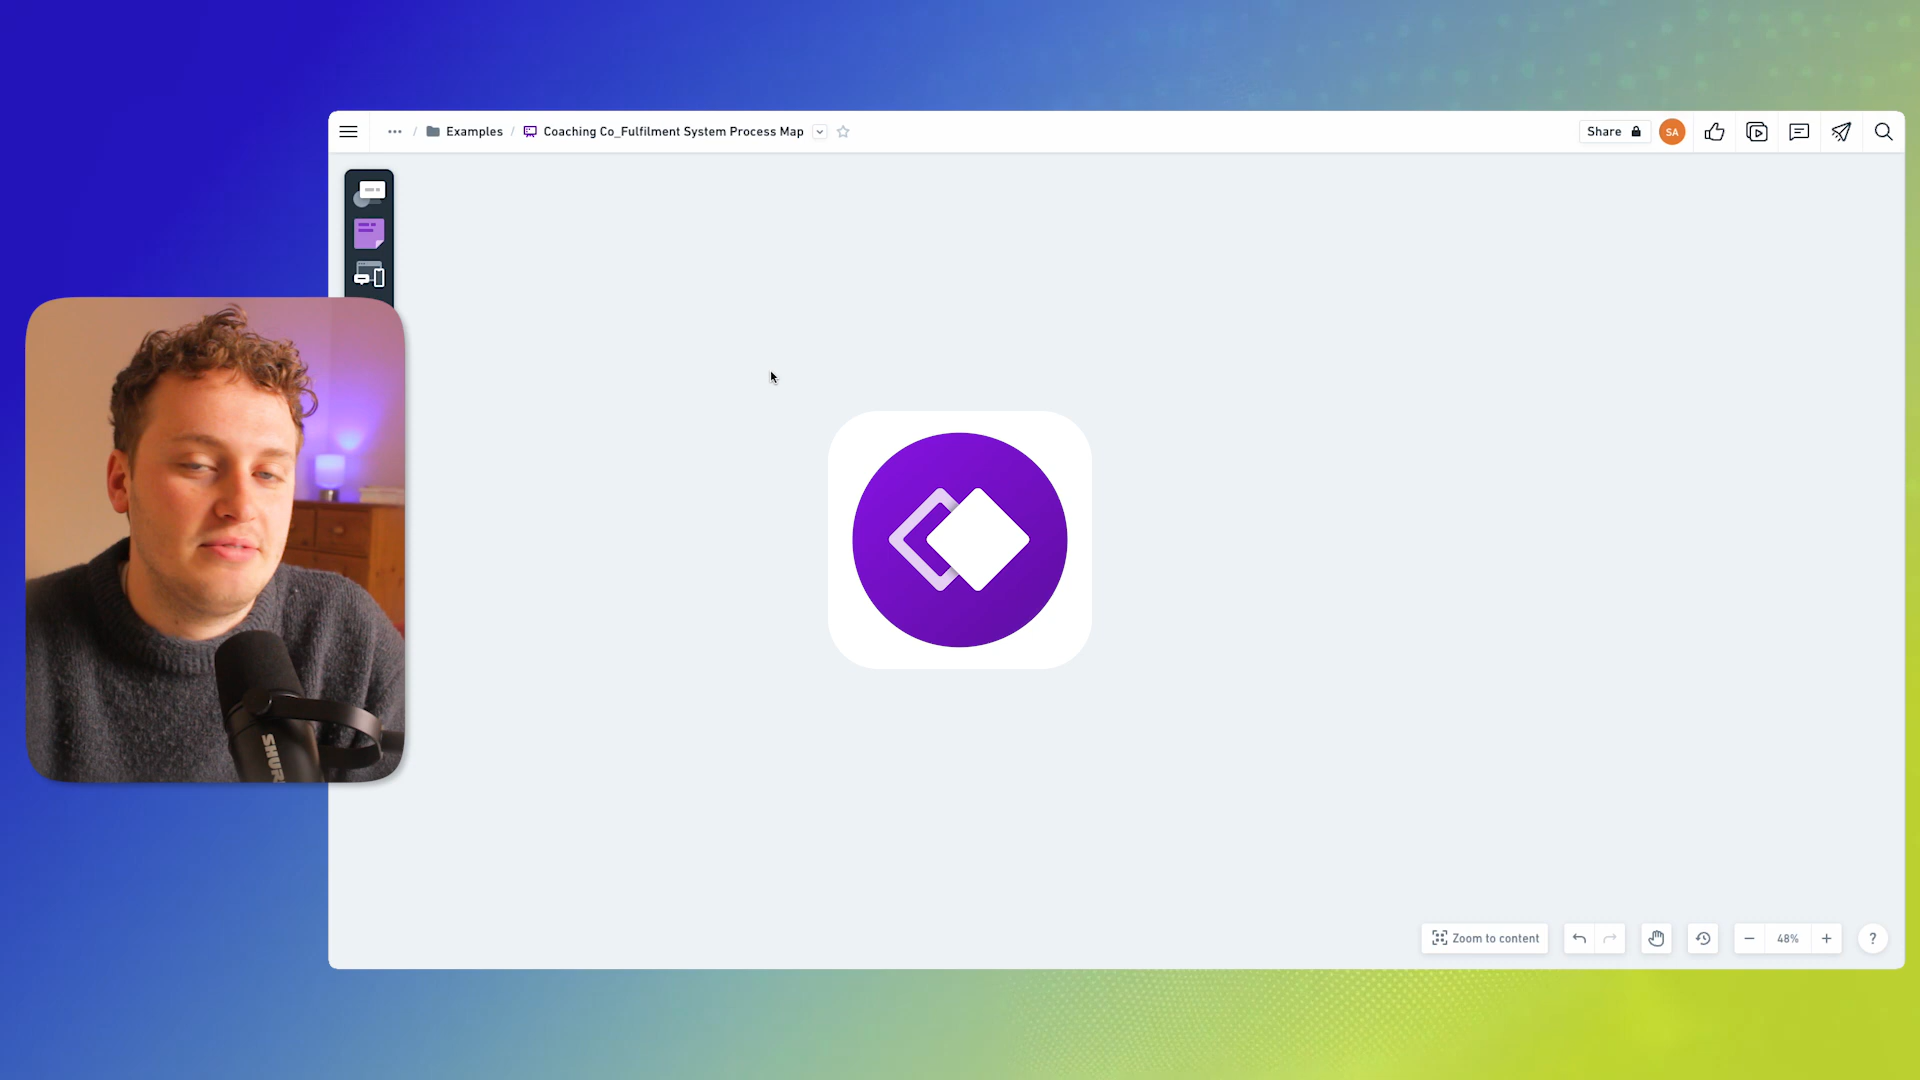 ... / Examples / Coaching Co_Fulfilment System Process Map
Share
SA
SHUR
Zoom to content
48%
?